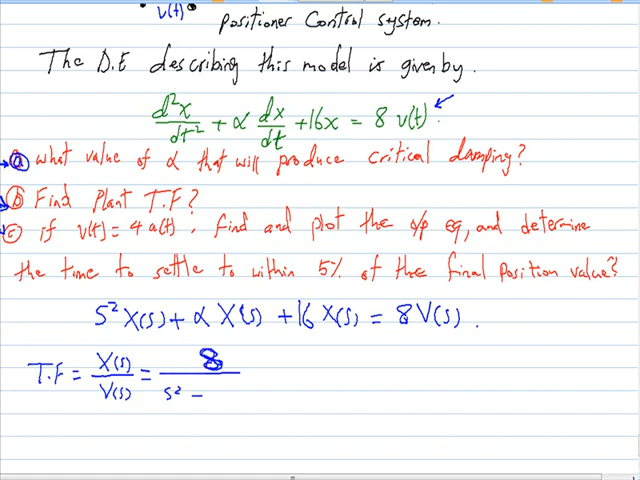 v(t)
Positioner Control system.
The D.E describing this model is given by.
d²x/dt² + α dx/dt + 16x = 8 v(t).
a what value of α that will produce critical damping?
b Find Plant T.F?
c if v(t) = 4 u(t), find and plot the o/p eq, and determine
the time to settle to within 5% of the final position value?
S² X(s) + α X(s) + 16 X(s) = 8 V(s).
T.F = X(s)/V(s) = 8/s² -